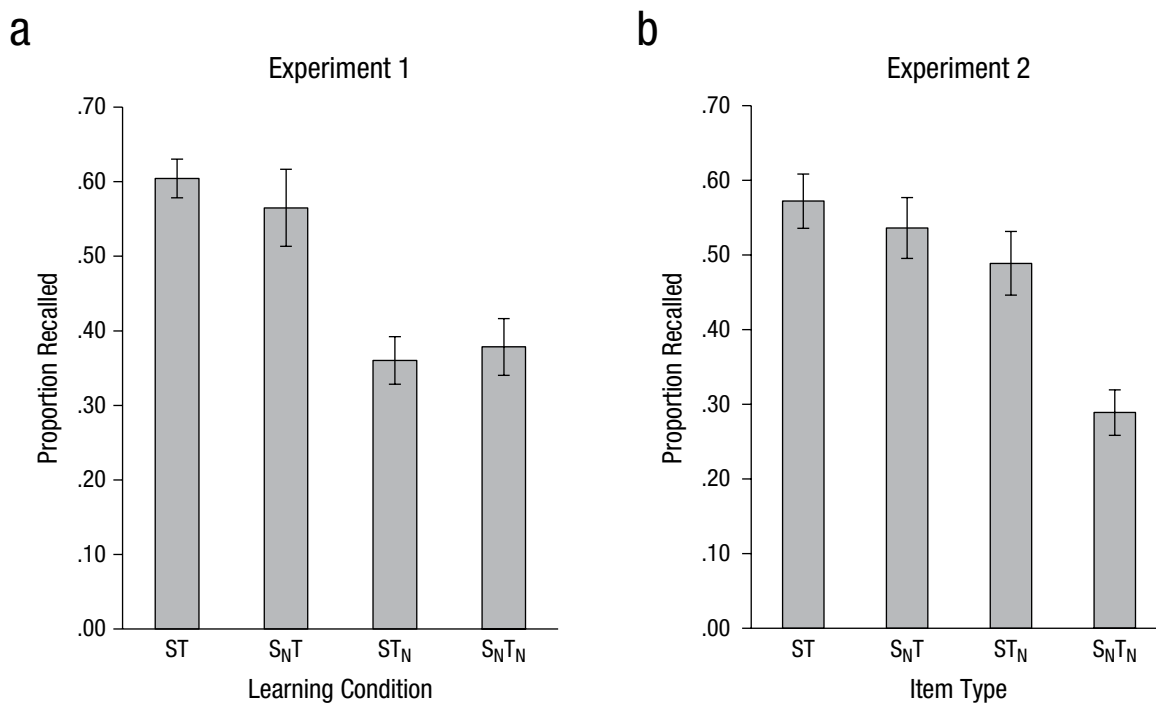 a
Experiment 1
Proportion Recalled
.70
.60
.50
.40
.30
.20
.10
.00
ST
SNT
STN
SNTN
Learning Condition
b
Experiment 2
Proportion Recalled
.70
.60
.50
.40
.30
.20
.10
.00
ST
SNT
STN
SNTN
Item Type